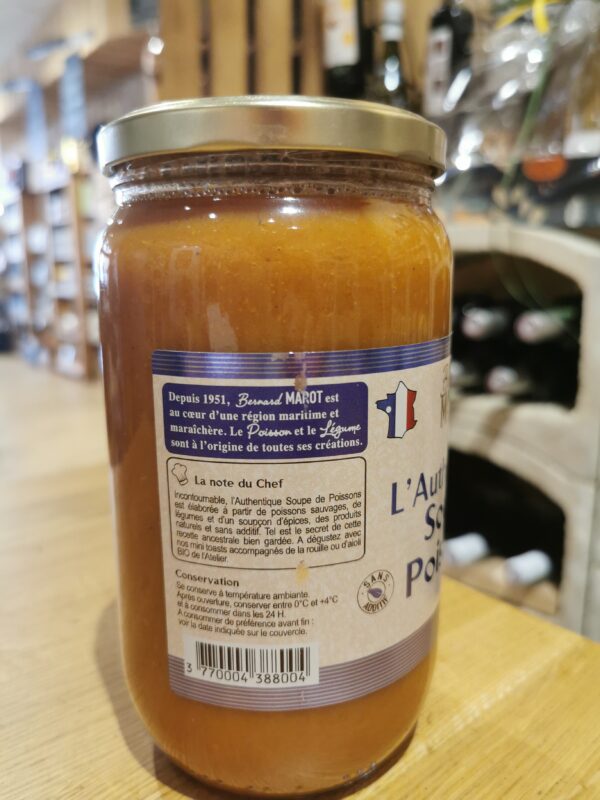 Depuis 1951, Bernard MAROT est
au cœur d'une région maritime et
maraîchère. Le Poisson et le Légume
sont à l'origine de toutes ses créations.
La note du Chef
Incontournable, l'Authentique Soupe de Poissons
est élaborée à partir de poissons sauvages, de
légumes et d'un soupçon d'épices, des produits
naturels et sans additif. Tel est le secret de cette
recette ancestrale bien gardée. A dégustez avec
nos mini toasts accompagnés de la rouille ou d'aïoli
BIO de l'Atelier.
Conservation
Se conserve à température ambiante.
Après ouverture, conserver entre 0°C et +4°C
et à consommer dans les 24 H.
A consommer de préférence avant fin :
voir la date indiquée sur le couvercle.
3 770004 388004
SANS
ADDITIF
L'Aut
So
Poi